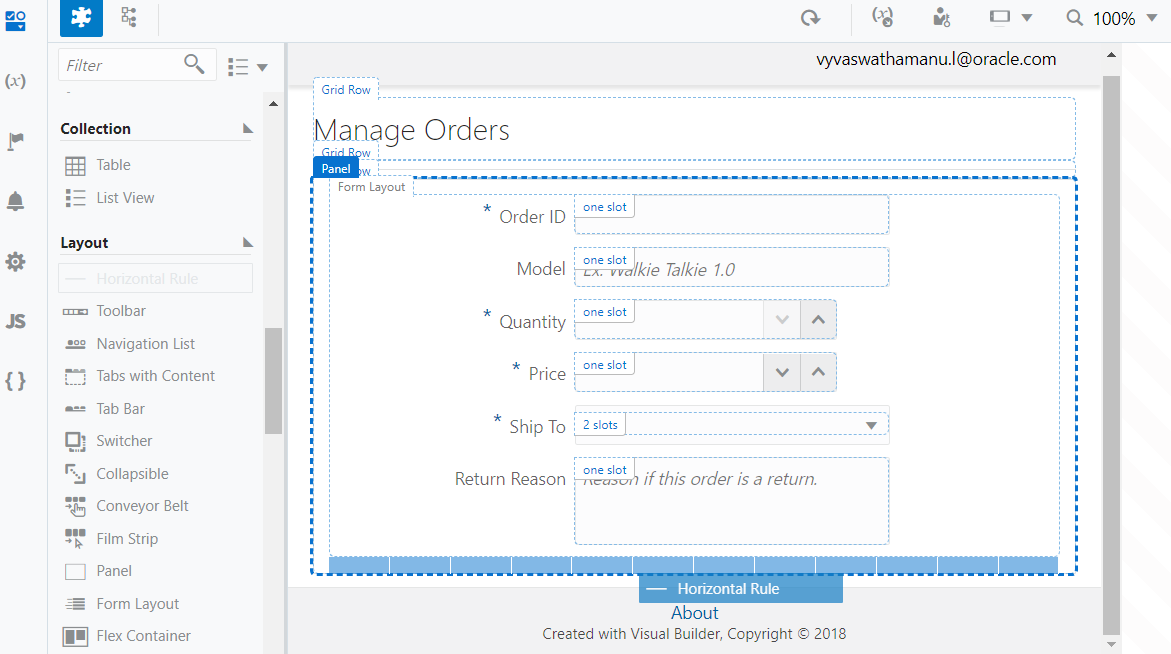 100%
(x)
JS
{ }
Filter
Collection
Table
List View
Layout
Horizontal Rule
Toolbar
Navigation List
Tabs with Content
Tab Bar
Switcher
Collapsible
Conveyor Belt
Film Strip
Panel
Form Layout
Flex Container
vyvaswathamanu.l@oracle.com
Grid Row
Manage Orders
Grid Row
Panel
Form Layout
* Order ID one slot
Model one slot
Ex. Walkie Talkie 1.0
* Quantity one slot
* Price one slot
* Ship To 2 slots
Return Reason one slot
Reason if this order is a return.
Horizontal Rule
About
Created with Visual Builder, Copyright © 2018